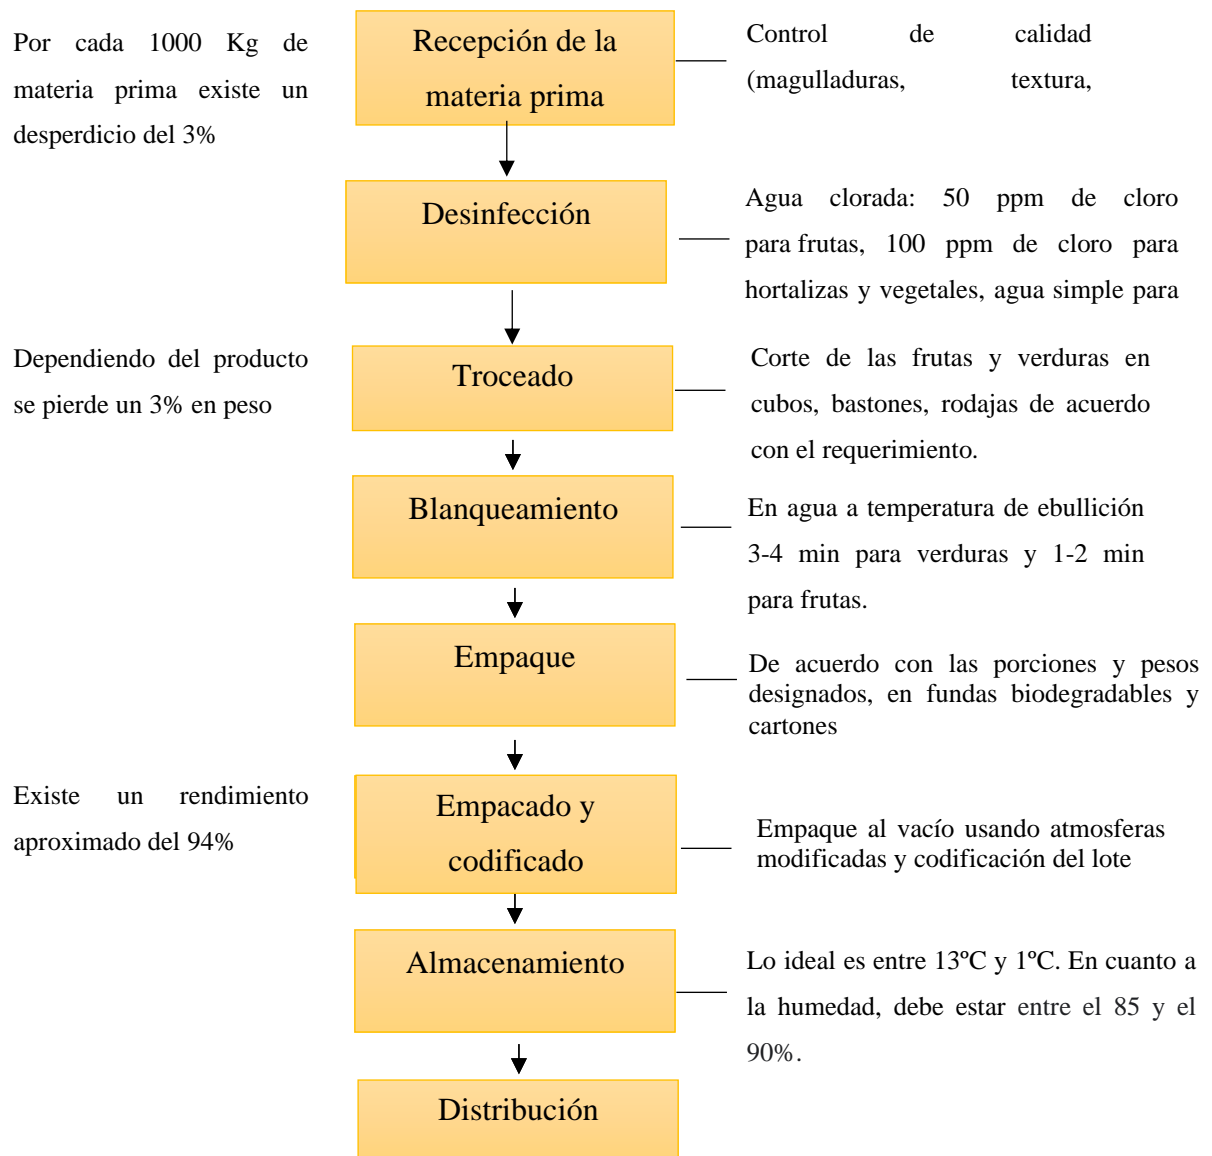 Por cada 1000 Kg de
materia prima existe un
desperdicio del 3%
Recepción de la
materia prima
Control de calidad
(magulladuras, textura,
Desinfección
Agua clorada: 50 ppm de cloro
para frutas, 100 ppm de cloro para
hortalizas y vegetales, agua simple para
Dependiendo del producto
se pierde un 3% en peso
Troceado
Corte de las frutas y verduras en
cubos, bastones, rodajas de acuerdo
con el requerimiento.
Blanqueamiento
En agua a temperatura de ebullición
3-4 min para verduras y 1-2 min
para frutas.
Empaque
De acuerdo con las porciones y pesos
designados, en fundas biodegradables y
cartones
Existe un rendimiento
aproximado del 94%
Empacado y
codificado
Empaque al vacío usando atmosferas
modificadas y codificación del lote
Almacenamiento
Lo ideal es entre 13ºC y 1ºC. En cuanto a
la humedad, debe estar entre el 85 y el
90%.
Distribución